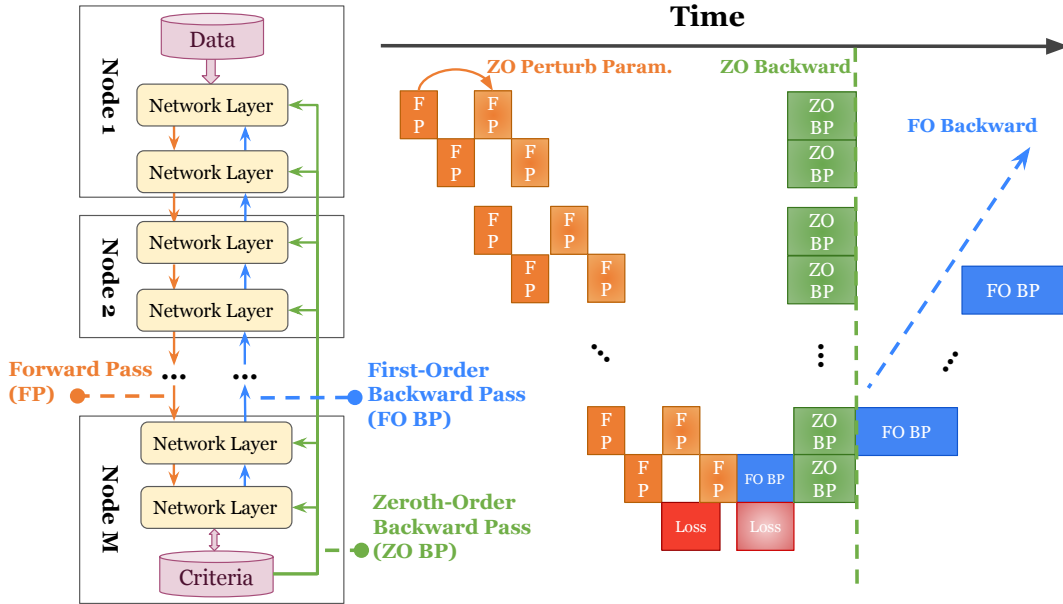 Time
Node 1
Data
Network Layer
Network Layer
Node 2
Network Layer
Network Layer
...
...
Forward Pass
(FP)
First-Order
Backward Pass
(FO BP)
Node M
Network Layer
Network Layer
Criteria
Zeroth-Order
Backward Pass
(ZO BP)
ZO Perturb Param.
ZO Backward
FO Backward
F
P
F
P
F
P
F
P
ZO
BP
ZO
BP
F
P
F
P
F
P
F
P
ZO
BP
ZO
BP
FO BP
...
...
...
F
P
F
P
F
P
F
P
FO BP
ZO
BP
ZO
BP
FO BP
Loss
Loss